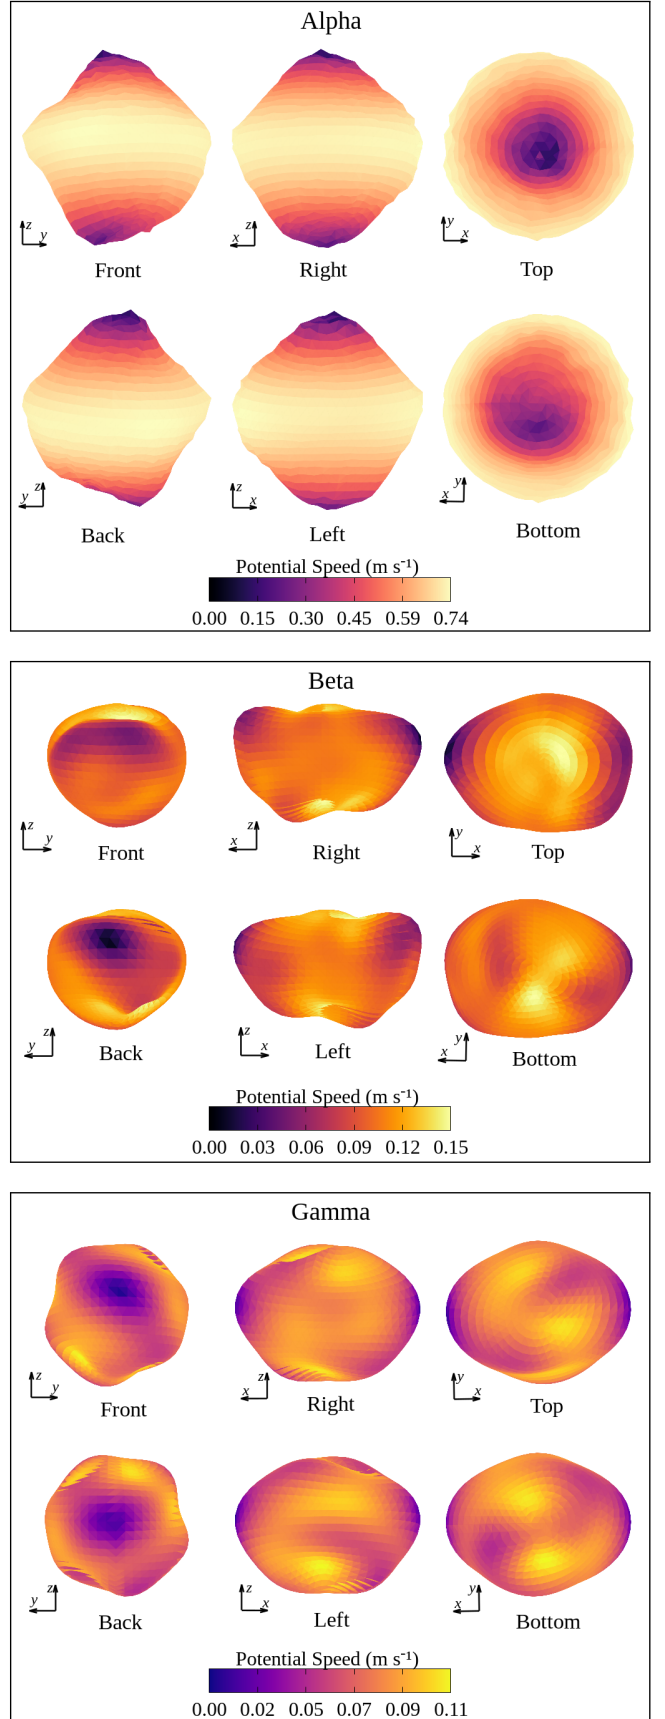 Alpha
z y
x z
y x
Front Right Top
z y
z x
y x
Back Left Bottom
Potential Speed (m s⁻¹)
0.00 0.15 0.30 0.45 0.59 0.74
Beta
z y
x z
y x
Front Right Top
z y
z x
y x
Back Left Bottom
Potential Speed (m s⁻¹)
0.00 0.03 0.06 0.09 0.12 0.15
Gamma
z y
x z
y x
Front Right Top
y z
z x
x y
Back Left Bottom
Potential Speed (m s⁻¹)
0.00 0.02 0.05 0.07 0.09 0.11